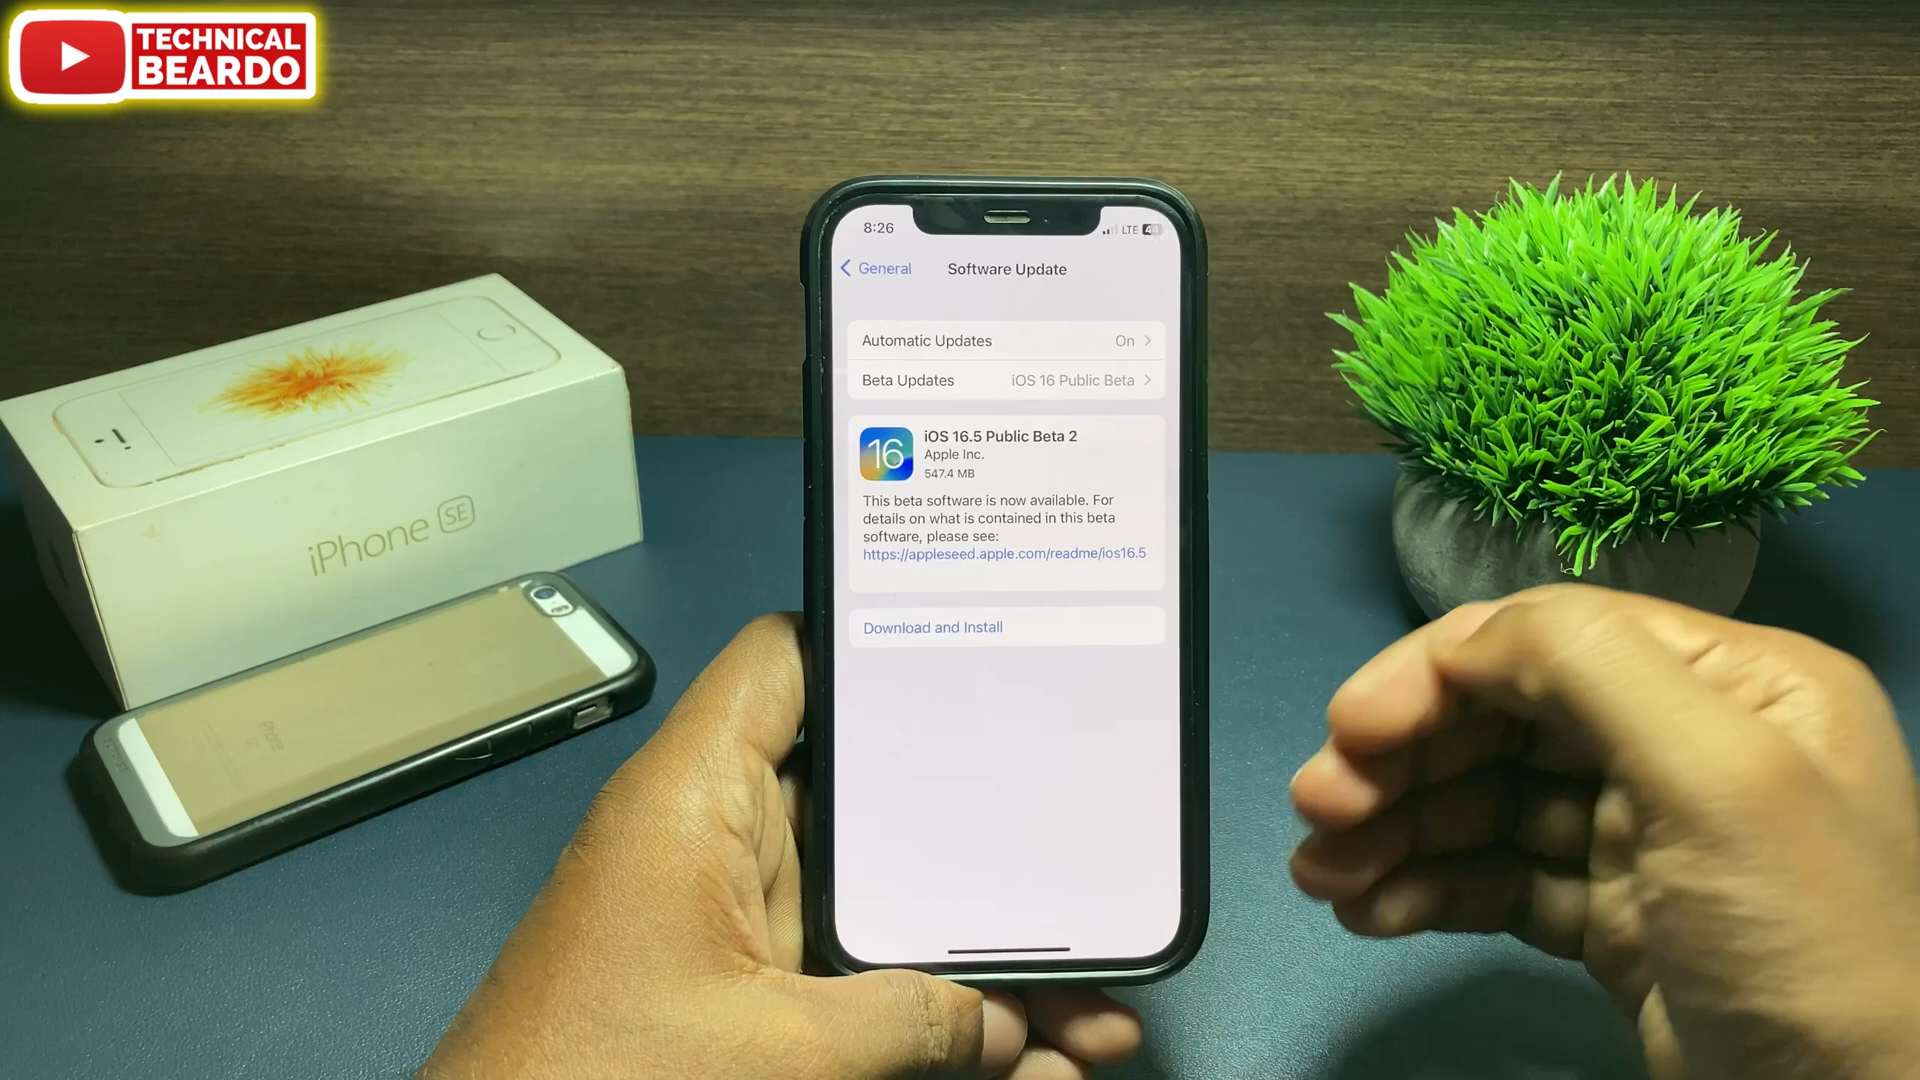 TECHNICAL
BEARDO
8:26
LTE
General
Software Update
Automatic Updates On
Beta Updates iOS 16 Public Beta
16
iOS 16.5 Public Beta 2
Apple Inc.
547.4 MB
This beta software is now available. For
details on what is contained in this beta
software, please see:
https://appleseed.apple.com/readme/ios16.5
Download and Install
iPhone SE
iPhone